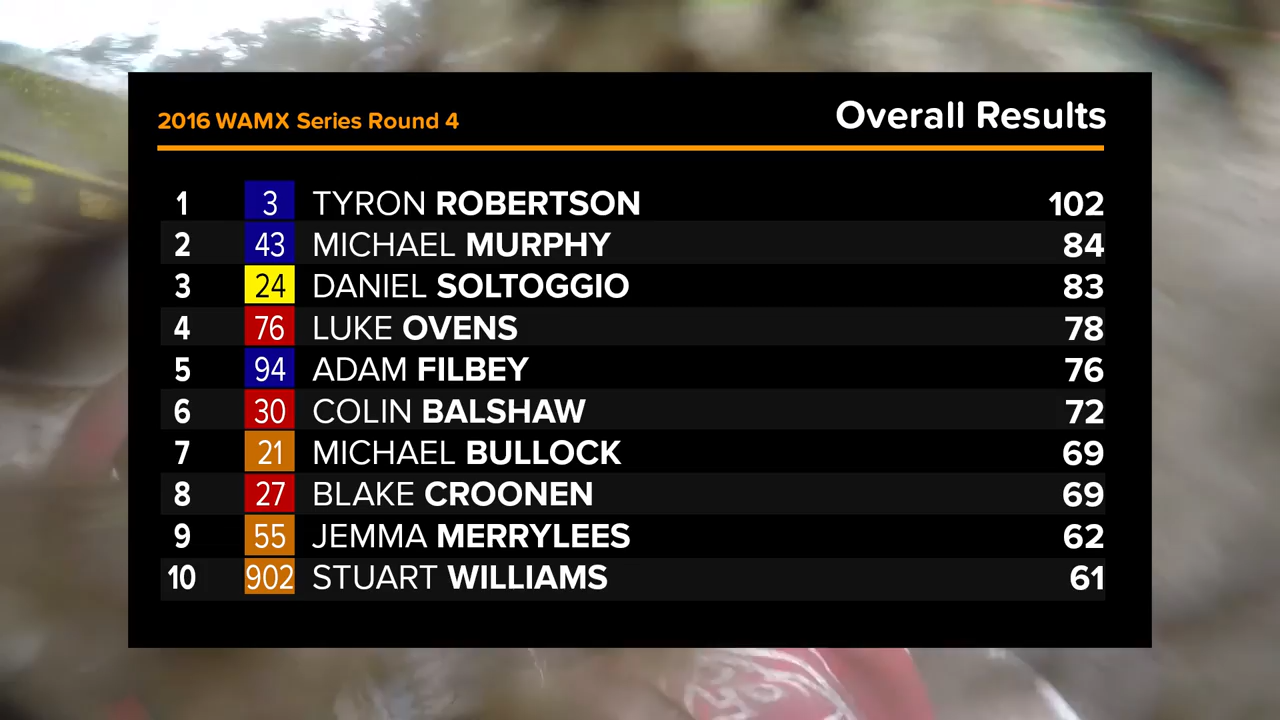 2016 WAMX Series Round 4
Overall Results
1 3 TYRON ROBERTSON 102
2 43 MICHAEL MURPHY 84
3 24 DANIEL SOLTOGGIO 83
4 76 LUKE OVENS 78
5 94 ADAM FILBEY 76
6 30 COLIN BALSHAW 72
7 21 MICHAEL BULLOCK 69
8 27 BLAKE CROONEN 69
9 55 JEMMA MERRYLEES 62
10 902 STUART WILLIAMS 61